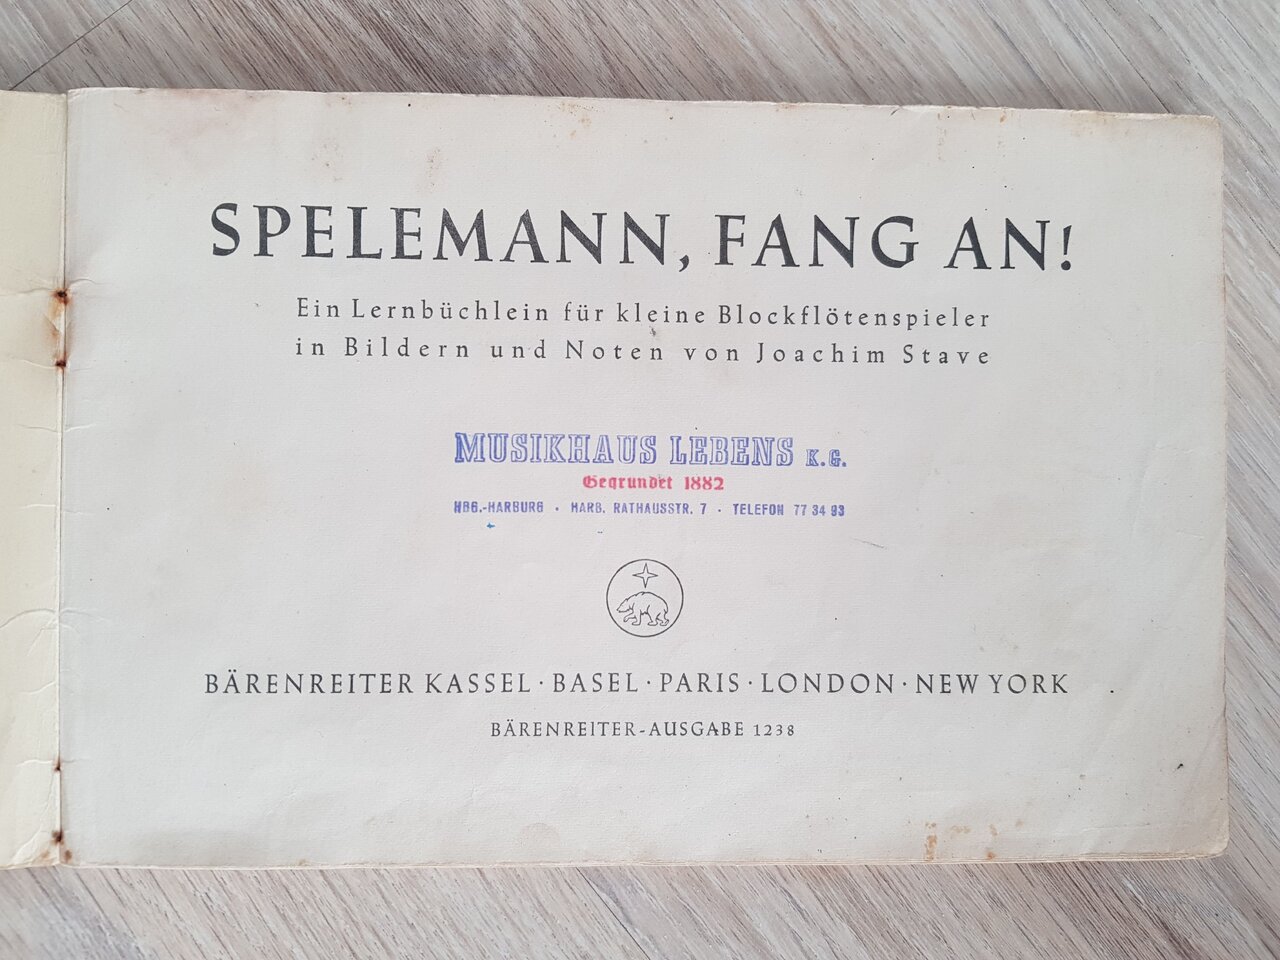 SPELEMANN, FANG AN!
Ein Lernbüchlein für kleine Blockflötenspieler
in Bildern und Noten von Joachim Stave
MUSIKHAUS LEBENS K.G.
Gegrundet 1882
HBG.-HARBURG · HARB. RATHAUSSTR. 7 · TELEFON 77 34 93
BÄRENREITER KASSEL · BASEL · PARIS · LONDON · NEW YORK
BÄRENREITER-AUSGABE 1238